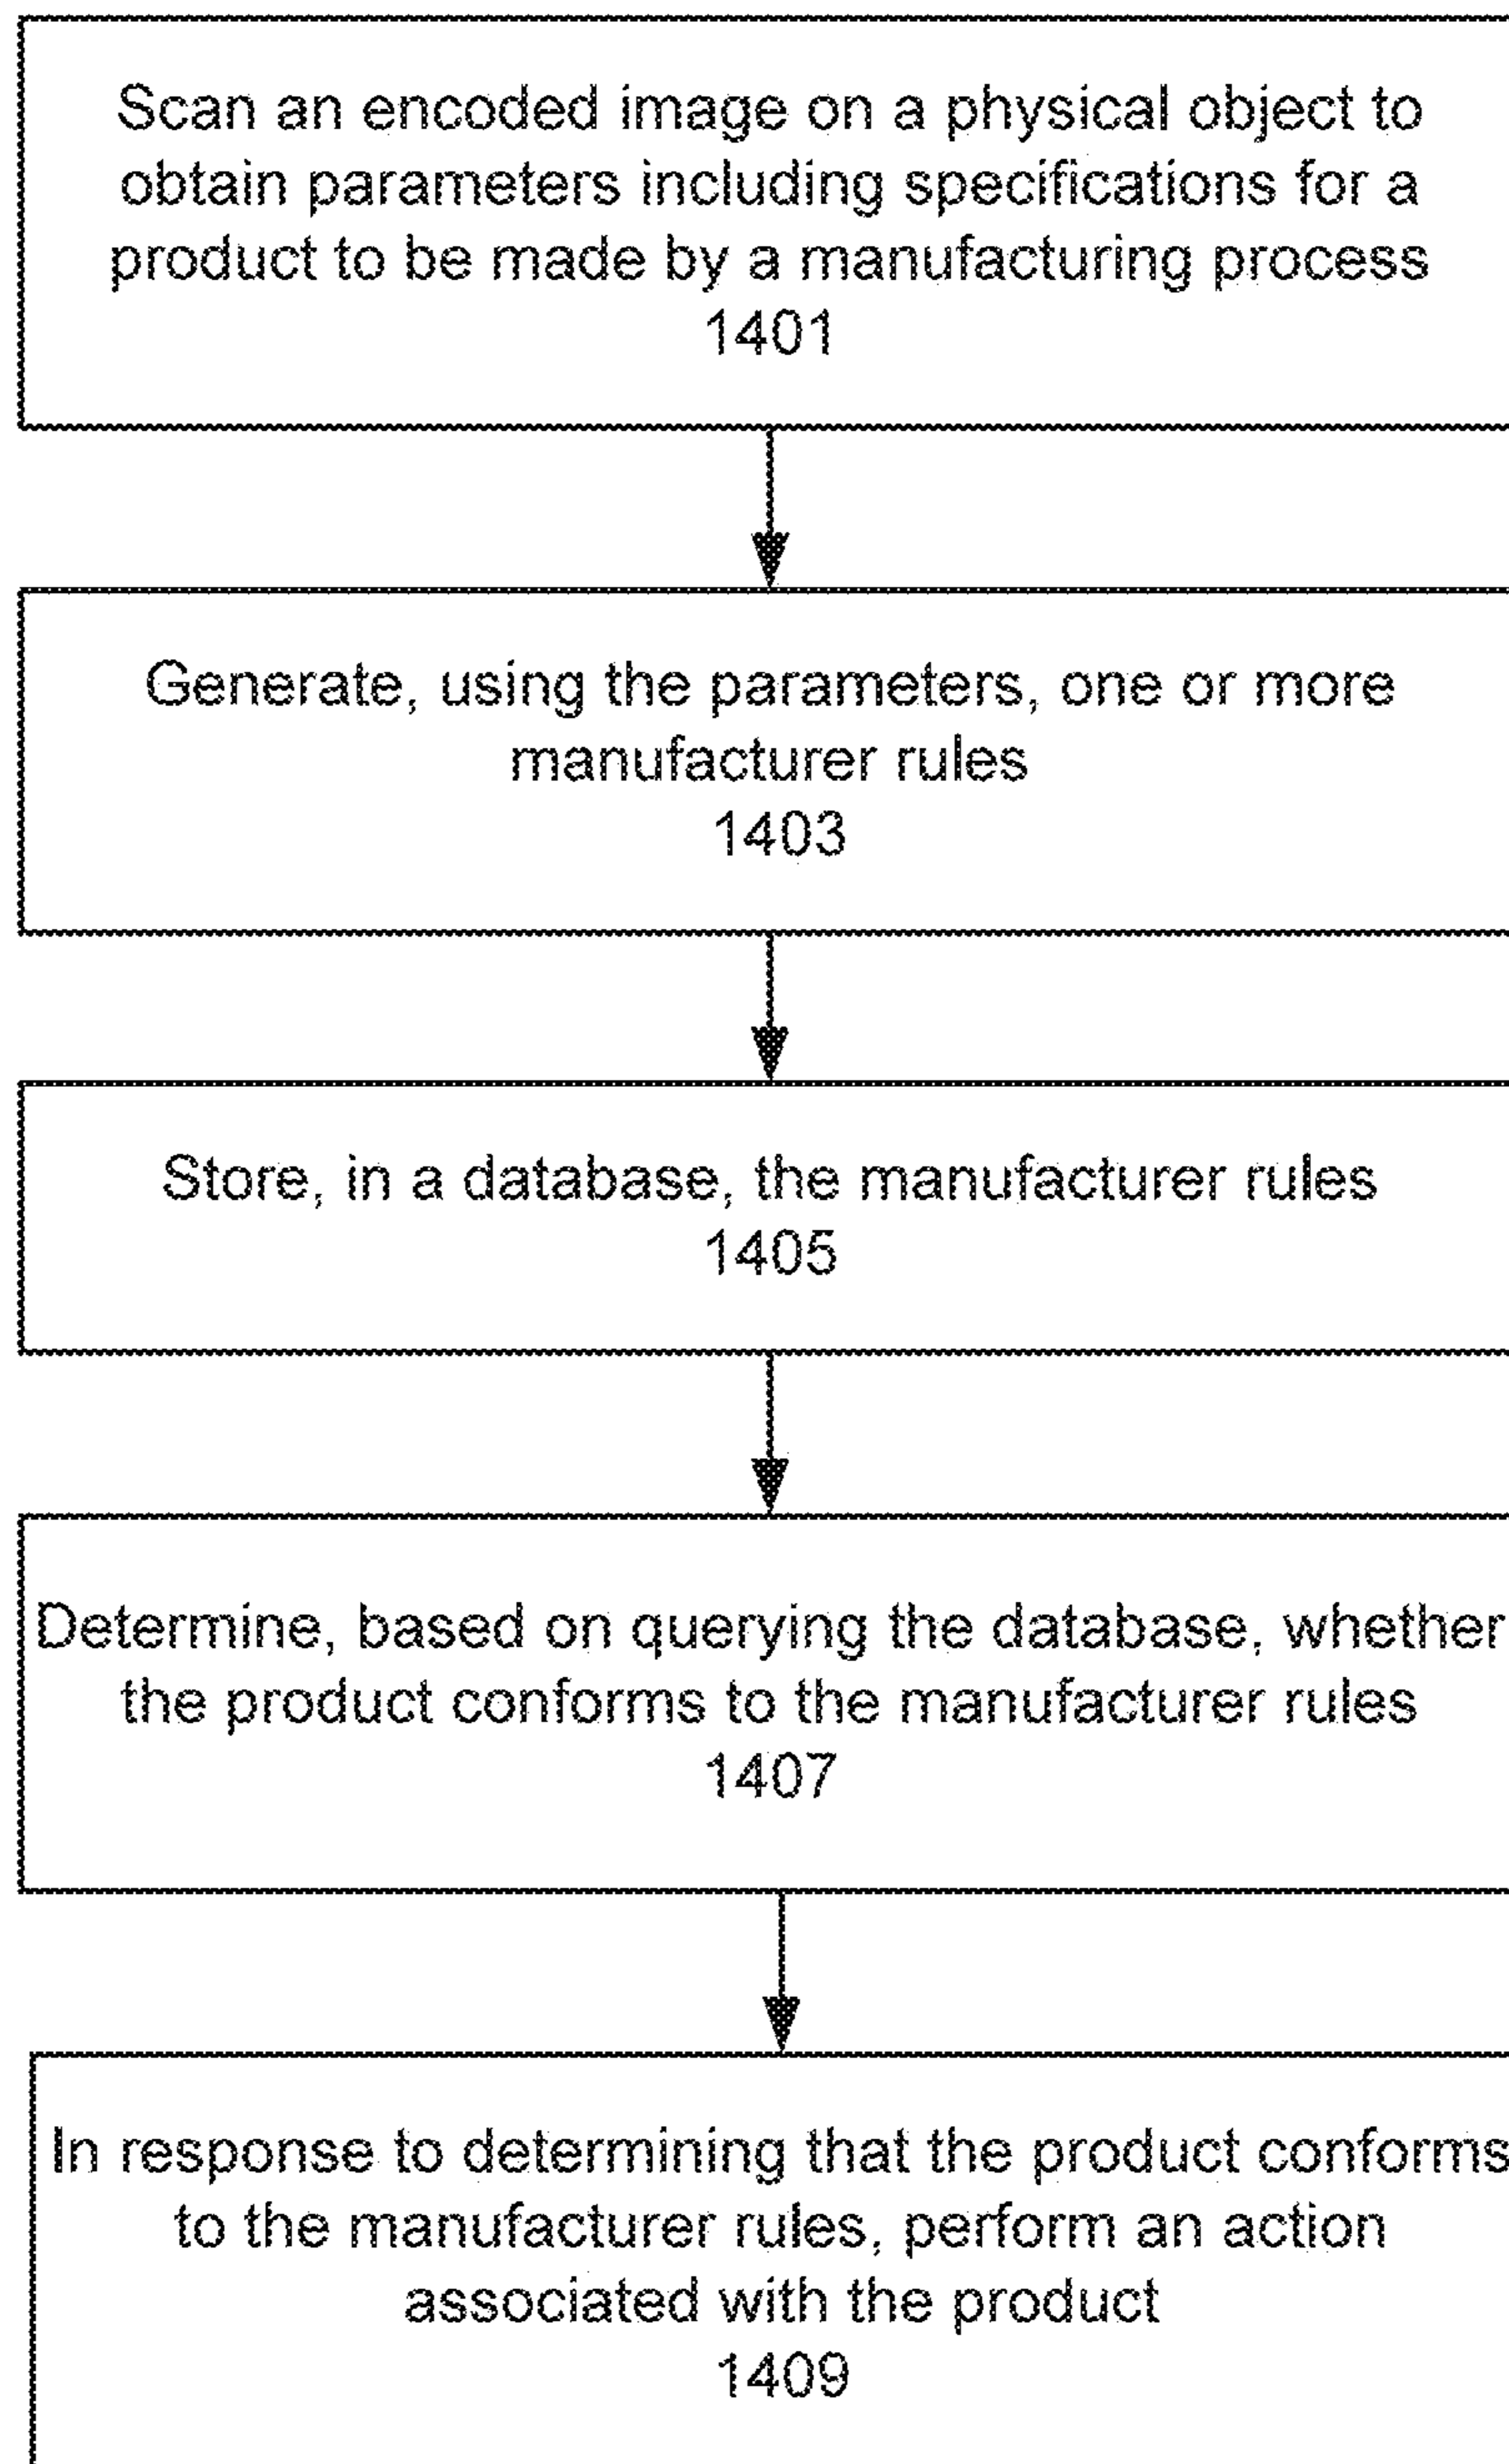 Scan an encoded image on a physical object to
obtain parameters including specifications for a
product to be made by a manufacturing process
1401
Generate, using the parameters, one or more
manufacturer rules
1403
Store, in a database, the manufacturer rules
1405
Determine, based on querying the database, whether
the product conforms to the manufacturer rules
1407
In response to determining that the product conforms
to the manufacturer rules, perform an action
associated with the product
1409